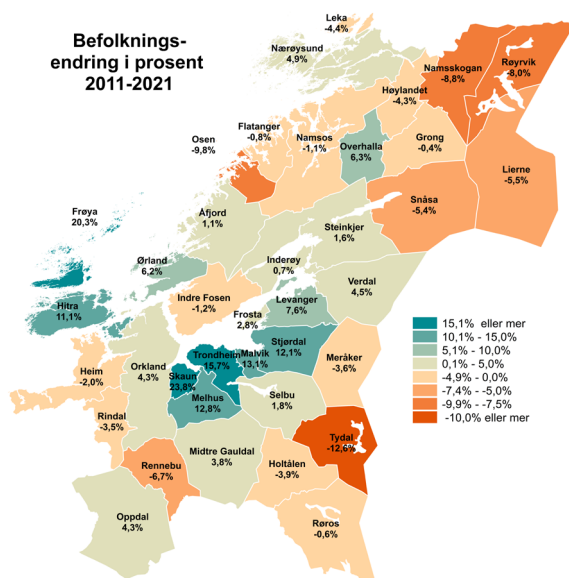 Befolknings-
endring i prosent
2011-2021
Leka
-4,4%
Nærøysund
4,9%
Namsskogan
-8,8%
Røyrvik
-8,0%
Høylandet
-4,3%
Osen
-9,8%
Flatanger
-0,8%
Namsos
-1,1%
Overhalla
6,3%
Grong
-0,4%
Lierne
-5,5%
Snåsa
-5,4%
Frøya
20,3%
Åfjord
1,1%
Steinkjer
1,6%
Ørland
6,2%
Inderøy
0,7%
Verdal
4,5%
Hitra
11,1%
Indre Fosen
-1,2%
Levanger
7,6%
Frosta
2,8%
Stjørdal
12,1%
Trondheim
15,7%
Malvik
13,1%
Meråker
-3,6%
Heim
-2,0%
Orkland
4,3%
Skaun
23,8%
Melhus
12,8%
Selbu
1,8%
Rindal
-3,5%
Tydal
-12,6%
Midtre Gauldal
3,8%
Holtålen
-3,9%
Rennebu
-6,7%
Oppdal
4,3%
Røros
-0,6%
15,1% eller mer
10,1% - 15,0%
5,1% - 10,0%
0,1% - 5,0%
-4,9% - 0,0%
-7,4% - -5,0%
-9,9% - -7,5%
-10,0% eller mer